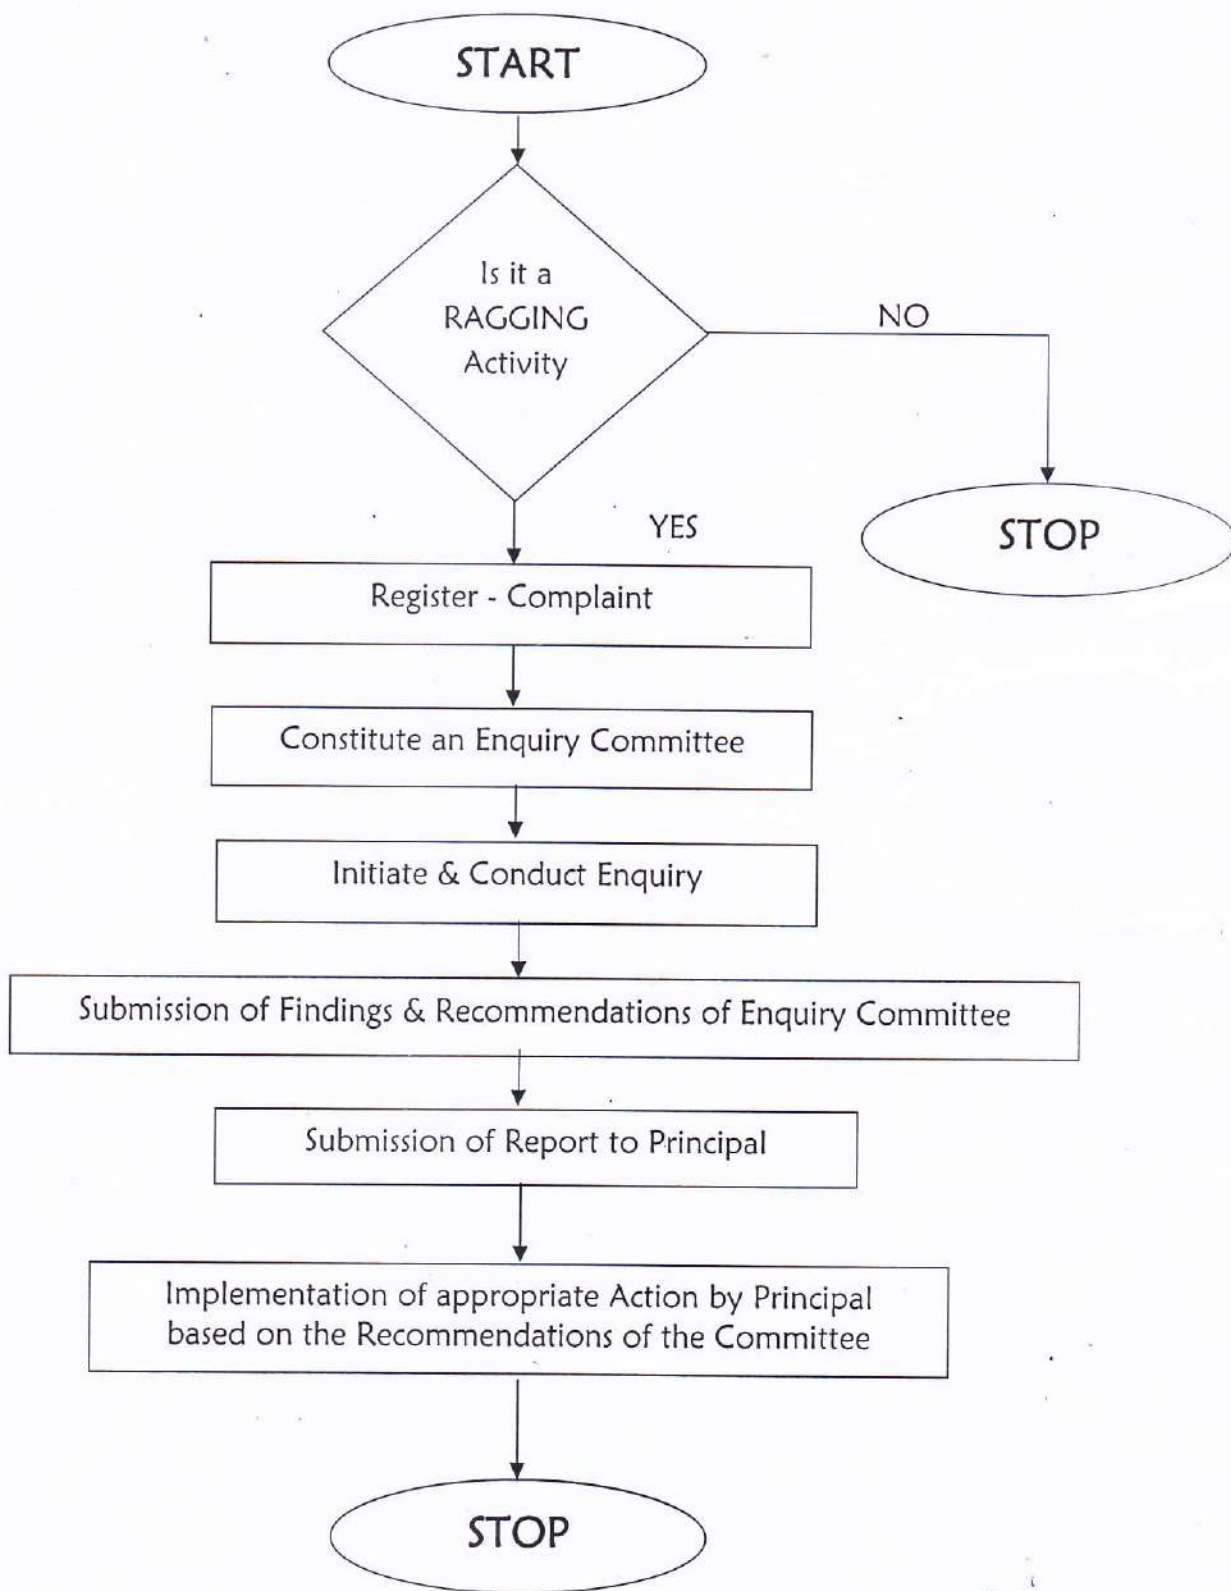 START
Is it a
RAGGING
Activity
NO
YES
STOP
Register - Complaint
Constitute an Enquiry Committee
Initiate & Conduct Enquiry
Submission of Findings & Recommendations of Enquiry Committee
Submission of Report to Principal
Implementation of appropriate Action by Principal
based on the Recommendations of the Committee
STOP